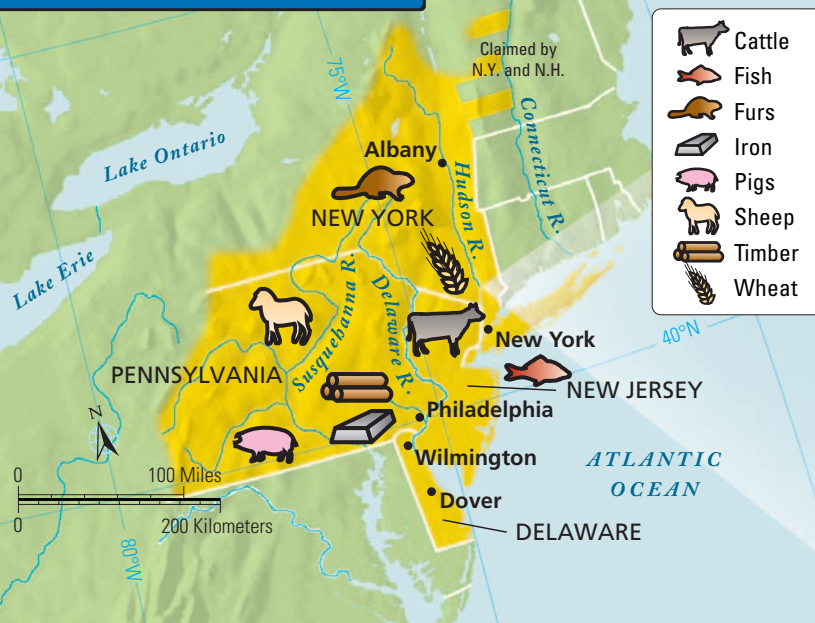 Claimed by
N.Y. and N.H.
75°W
Cattle
Fish
Furs
Iron
Pigs
Sheep
Timber
Wheat
Lake Ontario
Connecticut R.
Albany
Hudson R.
NEW YORK
Lake Erie
Susquehanna R.
Delaware R.
New York
40°N
PENNSYLVANIA
NEW JERSEY
Philadelphia
N
Wilmington
ATLANTIC
OCEAN
0 100 Miles
0 200 Kilometers
Dover
DELAWARE
80°W